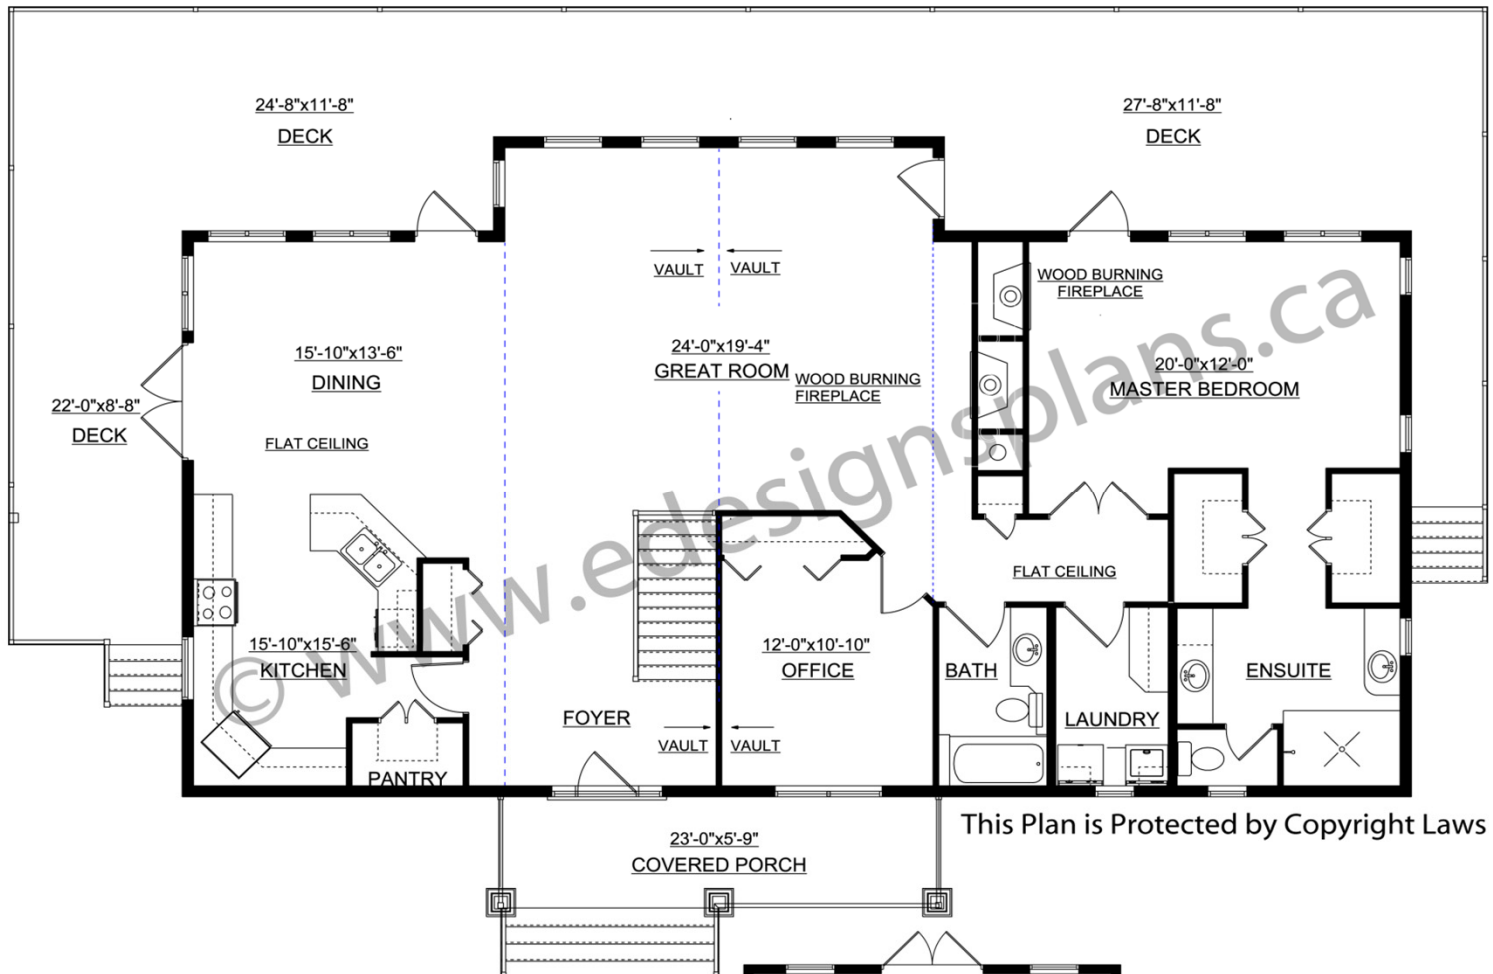 24'-8"x11'-8"
DECK
27'-8"x11'-8"
DECK
VAULT
VAULT
WOOD BURNING
FIREPLACE
15'-10"x13'-6"
DINING
24'-0"x19'-4"
GREAT ROOM
WOOD BURNING
FIREPLACE
20'-0"x12'-0"
MASTER BEDROOM
22'-0"x8'-8"
DECK
FLAT CEILING
FLAT CEILING
15'-10"x15'-6"
KITCHEN
12'-0"x10'-10"
OFFICE
BATH
ENSUITE
FOYER
LAUNDRY
VAULT
VAULT
PANTRY
© www.edesignsplans.ca
This Plan is Protected by Copyright Laws
23'-0"x5'-9"
COVERED PORCH